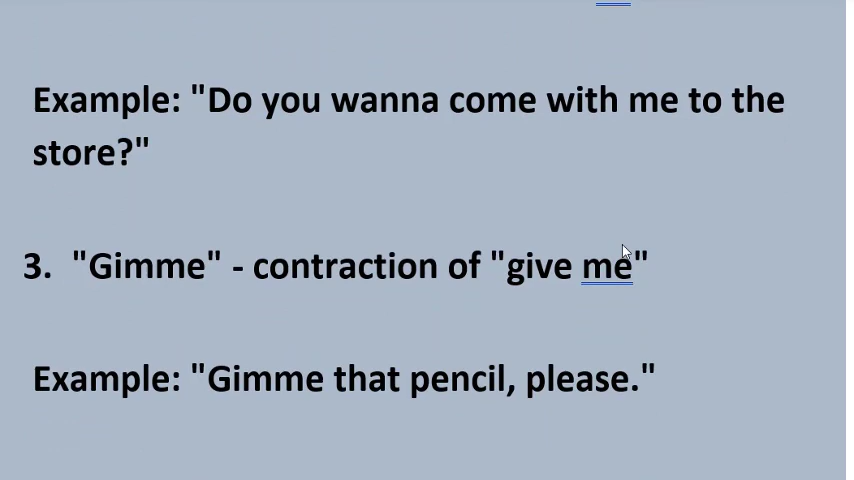 Example: "Do you wanna come with me to the
store?"
3. "Gimme" - contraction of "give me"
Example: "Gimme that pencil, please."